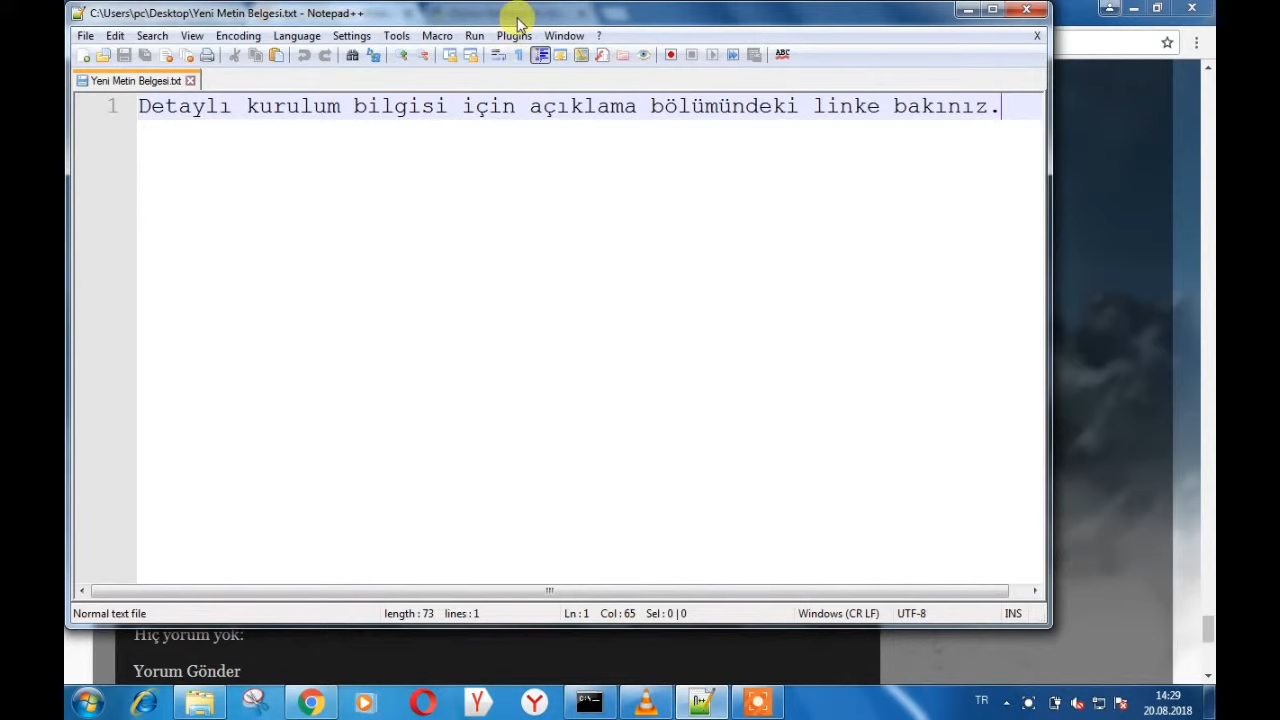 C:\Users\pc\Desktop\Yeni Metin Belgesi.txt - Notepad++
File Edit Search View Encoding Language Settings Tools Macro Run Plugins Window ? X
ABC
Yeni Metin Belgesi.txt
1 Detaylı kurulum bilgisi için açıklama bölümündeki linke bakınız.
Normal text file length : 73 lines : 1 Ln : 1 Col : 65 Sel : 0 | 0 Windows (CR LF) UTF-8 INS
Hiç yorum yok:
Yorum Gönder
TR 14:29
20.08.2018